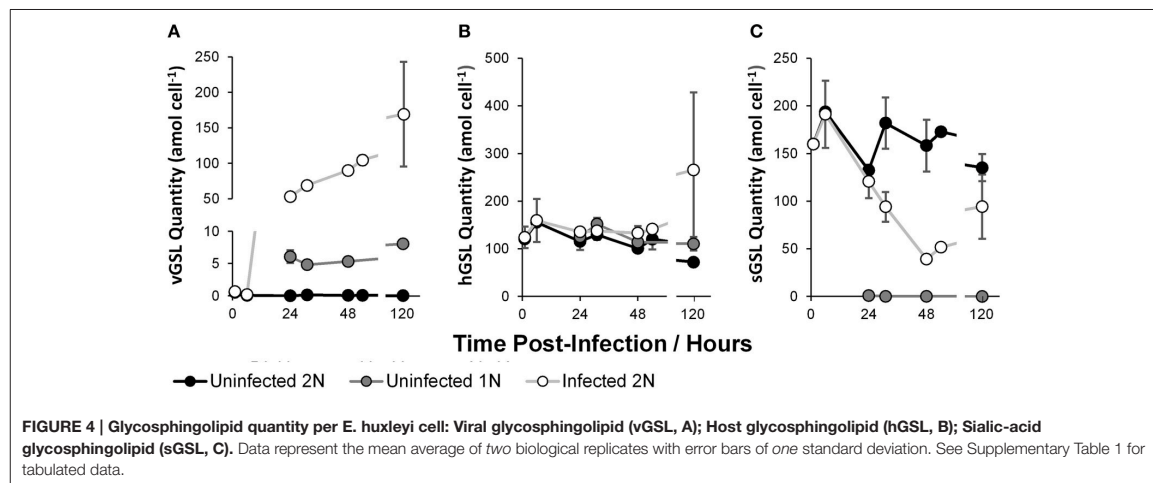 A
B
C
vGSL Quantity (amol cell-1)
250
200
150
100
50
10
5
0
0
24
48
120
hGSL Quantity (amol cell-1)
500
400
300
200
100
0
0
24
48
120
sGSL Quantity (amol cell-1)
250
200
150
100
50
0
0
24
48
120
Time Post-Infection / Hours
Uninfected 2N
Uninfected 1N
Infected 2N
FIGURE 4 | Glycosphingolipid quantity per E. huxleyi cell: Viral glycosphingolipid (vGSL, A); Host glycosphingolipid (hGSL, B); Sialic-acid
glycosphingolipid (sGSL, C). Data represent the mean average of two biological replicates with error bars of one standard deviation. See Supplementary Table 1 for
tabulated data.